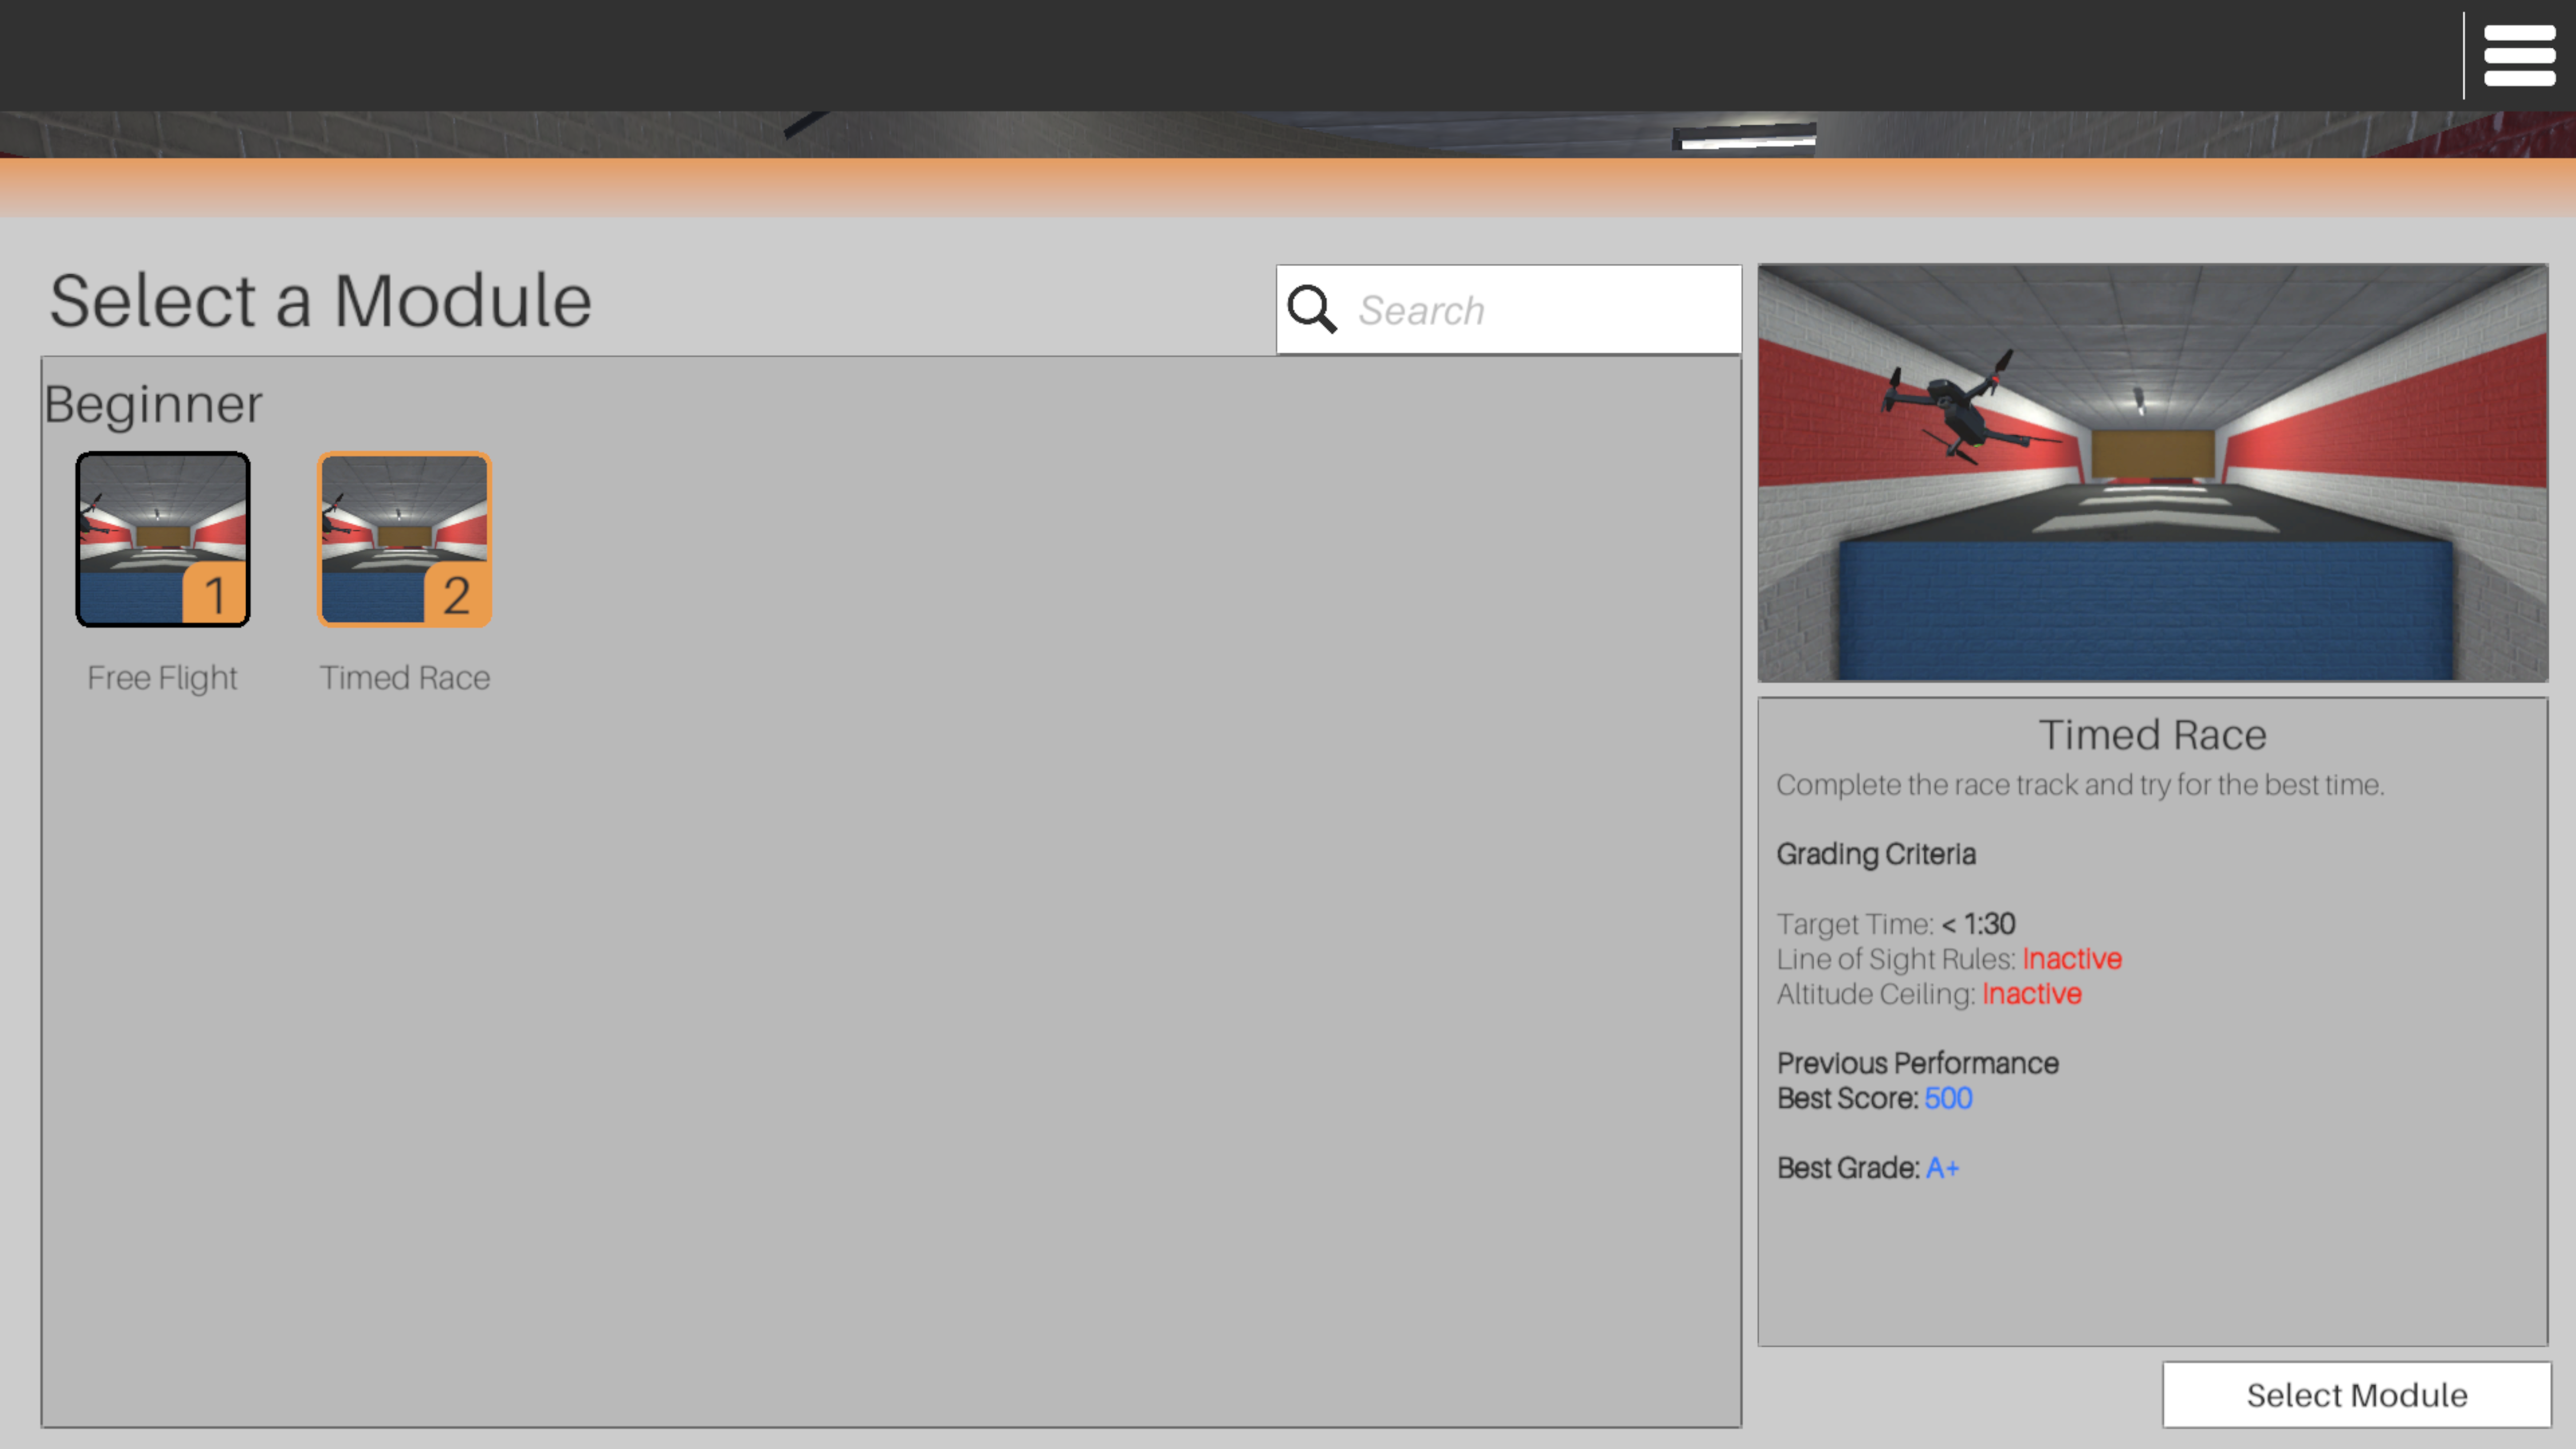 Select a Module
Search
Beginner
1
2
Free Flight
Timed Race
Timed Race
Complete the race track and try for the best time.
Grading Criteria
Target Time: < 1:30
Line of Sight Rules: Inactive
Altitude Ceiling: Inactive
Previous Performance
Best Score: 500
Best Grade: A+
Select Module